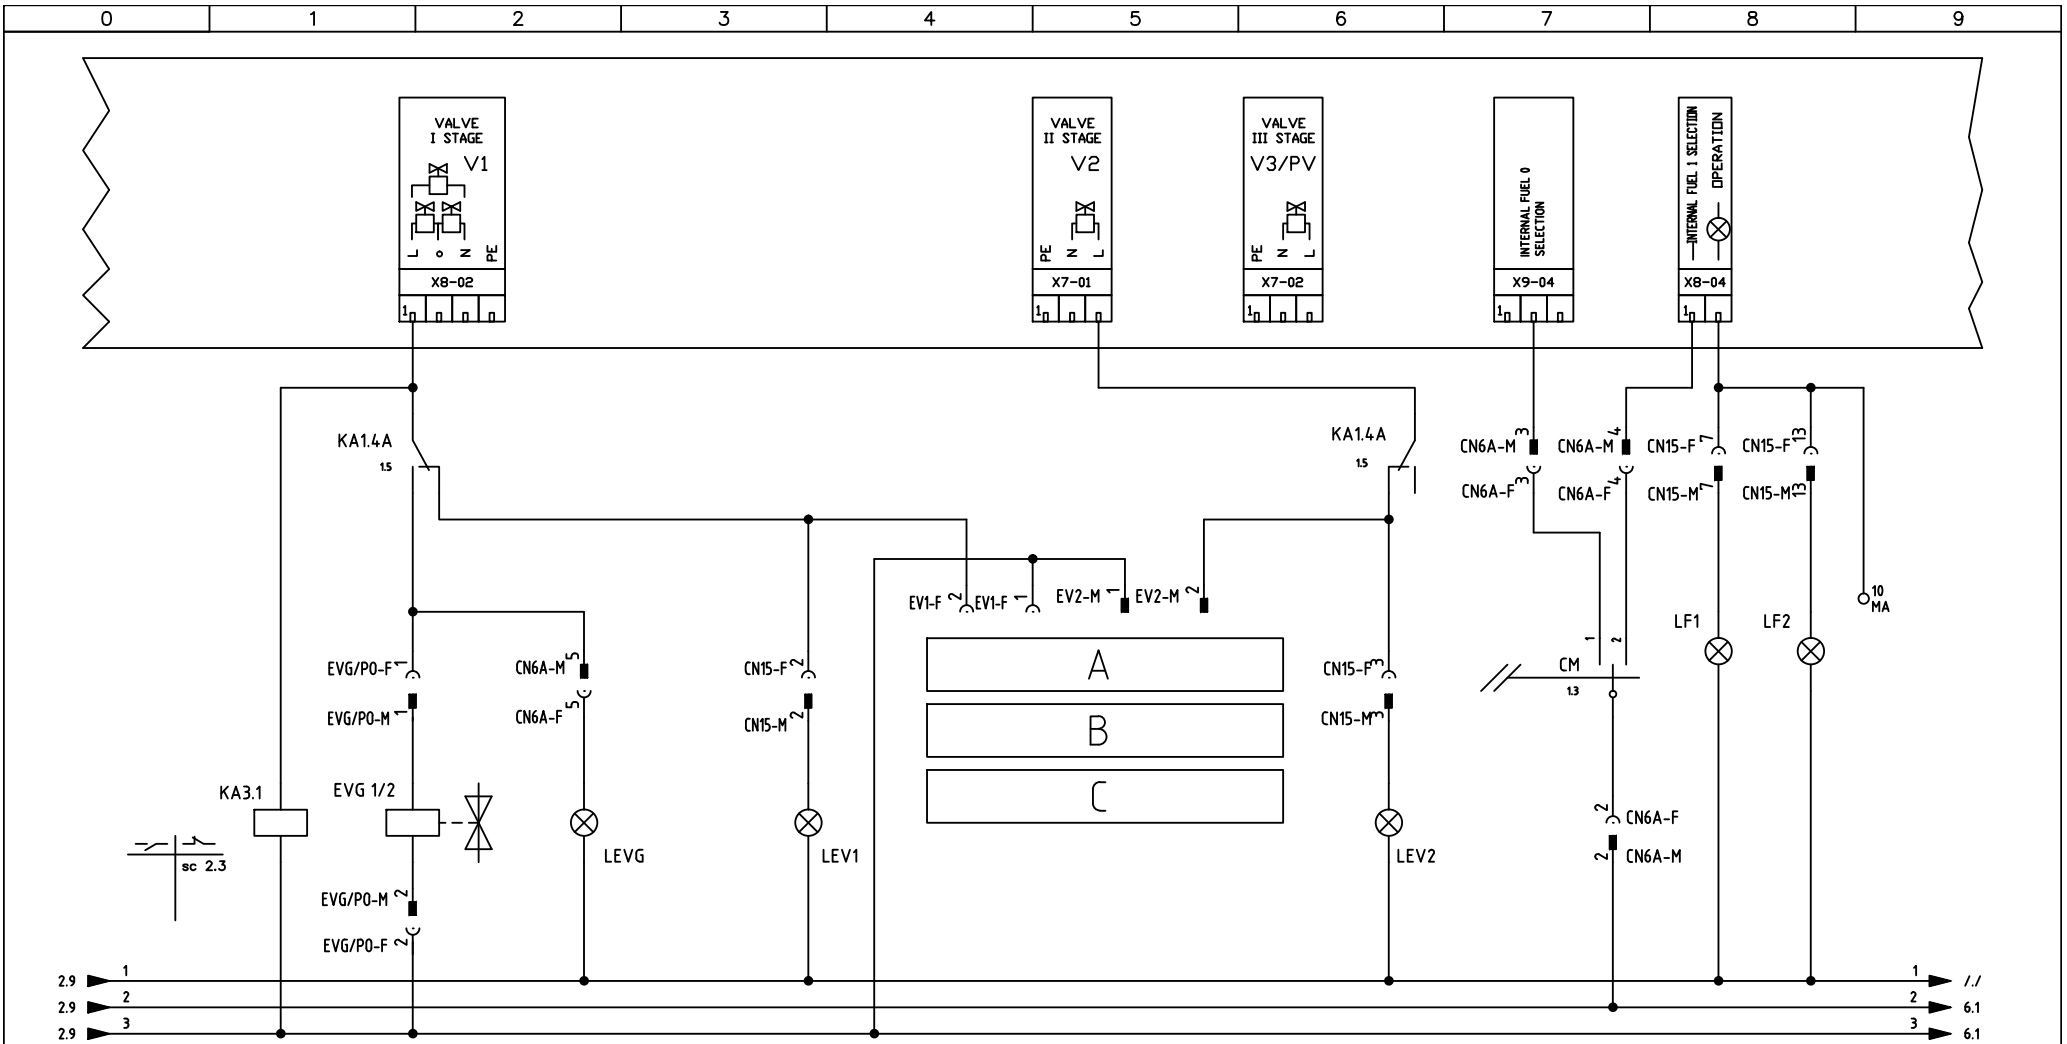 0 1 2 3 4 5 6 7 8 9
VALVE
I STAGE
V1
L o N PE
X8-02
1
VALVE
II STAGE
V2
PE N L
X7-01
1
VALVE
III STAGE
V3/PV
PE N L
X7-02
1
INTERNAL FUEL 0
SELECTION
X9-04
1
INTERNAL FUEL 1 SELECTION
OPERATION
X8-04
1
KA1.4A
1.5
KA1.4A
1.5
CN6A-M 3
CN6A-F 3
CN6A-M 4
CN6A-F 4
CN15-F 7
CN15-M 7
CN15-F 13
CN15-M 13
EV1-F 2
EV1-F 1
EV2-M 1
EV2-M 2
10
MA
A
B
C
EVG/PO-F 1
EVG/PO-M 1
CN6A-M 5
CN6A-F 5
CN15-F 2
CN15-M 2
CN15-F 3
CN15-M 3
1 2
CM
1.3
LF1
LF2
KA3.1
EVG 1/2
sc 2.3
LEVG
LEV1
LEV2
2 CN6A-F
2 CN6A-M
EVG/PO-M 2
EVG/PO-F 2
2.9 1 1 /./
2.9 2 2 6.1
2.9 3 3 6.1